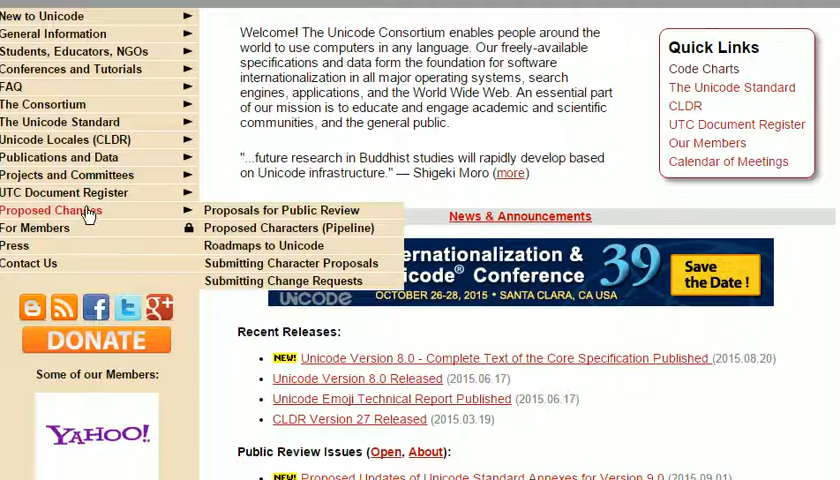 New to Unicode
General Information
Students, Educators, NGOs
Conferences and Tutorials
FAQ
The Consortium
The Unicode Standard
Unicode Locales (CLDR)
Publications and Data
Projects and Committees
UTC Document Register
Proposed Changes
For Members
Press
Contact Us
Proposals for Public Review
Proposed Characters (Pipeline)
Roadmaps to Unicode
Submitting Character Proposals
Submitting Change Requests
DONATE
Some of our Members:
YAHOO!
Welcome! The Unicode Consortium enables people around the
world to use computers in any language. Our freely-available
specifications and data form the foundation for software
internationalization in all major operating systems, search
engines, applications, and the World Wide Web. An essential part
of our mission is to educate and engage academic and scientific
communities, and the general public.
"...future research in Buddhist studies will rapidly develop based
on Unicode infrastructure." — Shigeki Moro (more)
Quick Links
Code Charts
The Unicode Standard
CLDR
UTC Document Register
Our Members
Calendar of Meetings
News & Announcements
ernationalization &
nicode® Conference 39
Save
the Date !
UNICODE OCTOBER 26-28, 2015 • SANTA CLARA, CA USA
Recent Releases:
NEW! Unicode Version 8.0 - Complete Text of the Core Specification Published (2015.08.20)
Unicode Version 8.0 Released (2015.06.17)
Unicode Emoji Technical Report Published (2015.06.17)
CLDR Version 27 Released (2015.03.19)
Public Review Issues (Open, About):
NEW! Proposed Updates of Unicode Standard Annexes for Version 9.0 (2015.09.01)